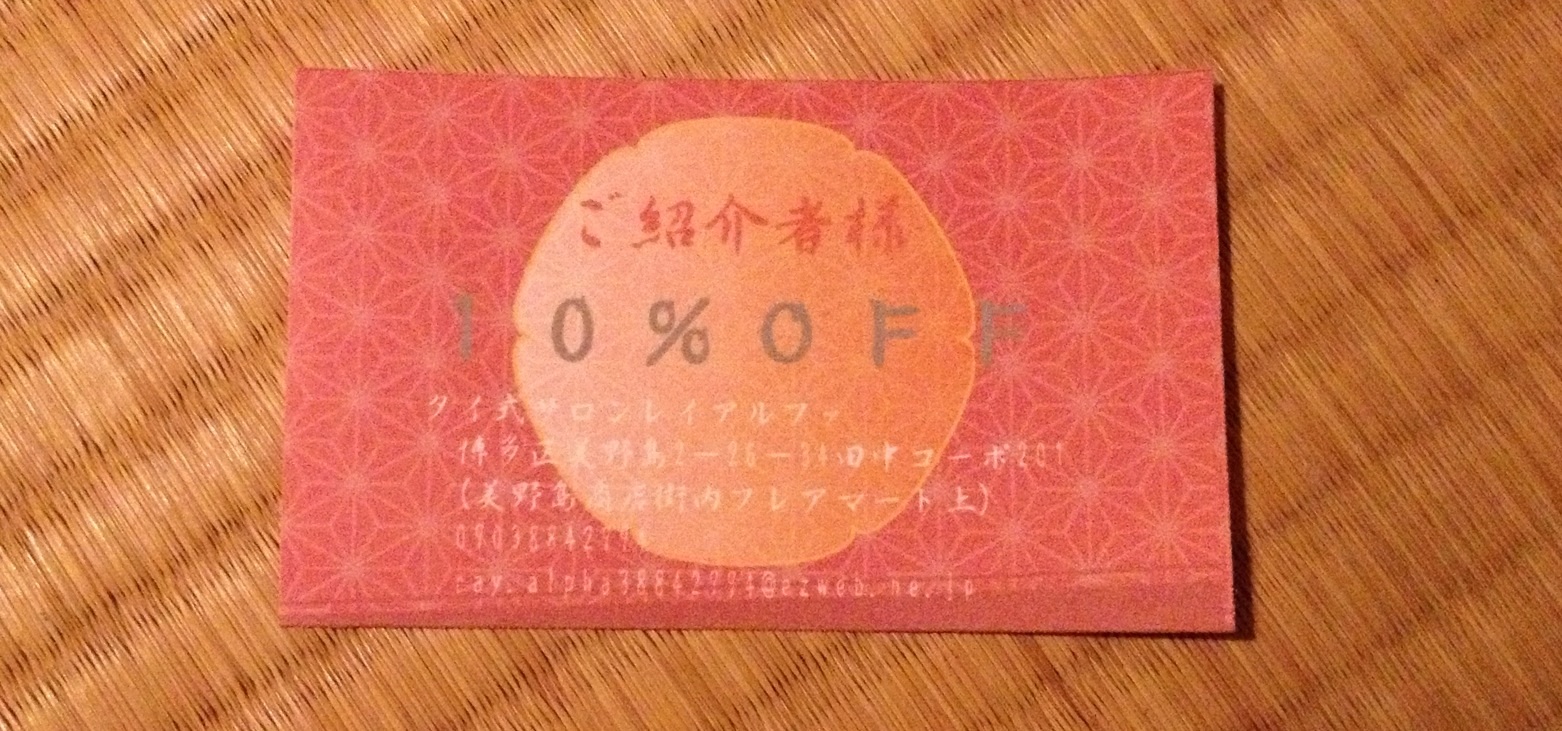 ご紹介者様
10%OFF
タイ式サロンレイアルファ
博多区美野島2-26-34田中コーポ201
(美野島商店街内フレアマート上)